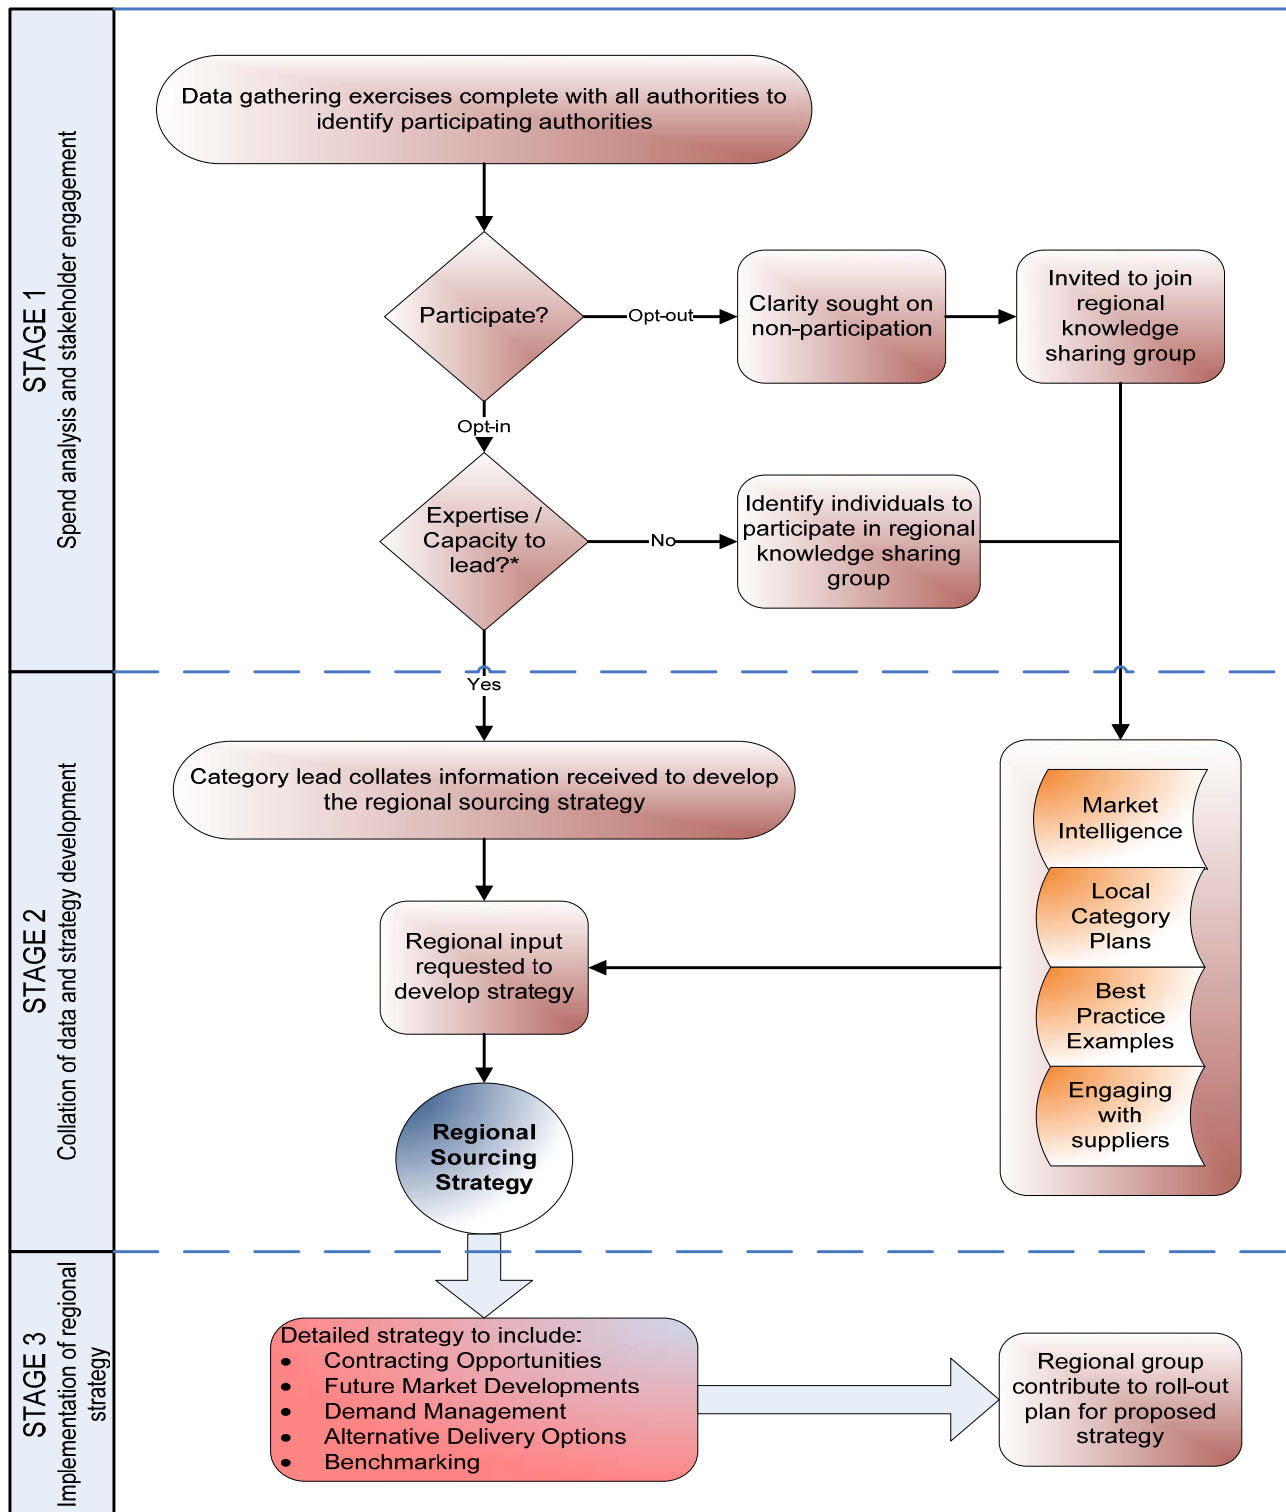 STAGE 1
Spend analysis and stakeholder engagement
Data gathering exercises complete with all authorities to
identify participating authorities
Participate?
Opt-out
Clarity sought on
non-participation
Invited to join
regional
knowledge
sharing group
Opt-in
Expertise /
Capacity to
lead?*
No
Identify individuals to
participate in regional
knowledge sharing
group
Yes
STAGE 2
Collation of data and strategy development
Category lead collates information received to develop
the regional sourcing strategy
Regional input
requested to
develop strategy
Market
Intelligence
Local
Category
Plans
Best
Practice
Examples
Engaging
with
suppliers
Regional
Sourcing
Strategy
STAGE 3
Implementation of regional
strategy
Detailed strategy to include:
• Contracting Opportunities
• Future Market Developments
• Demand Management
• Alternative Delivery Options
• Benchmarking
Regional group
contribute to roll-out
plan for proposed
strategy